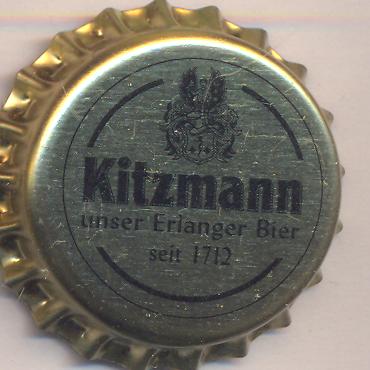 Kitzmann
unser Erlanger Bier
seit 1712